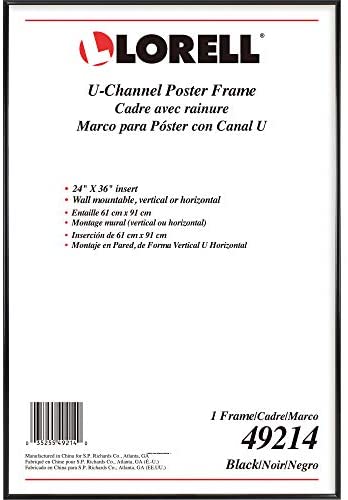 LORELL®
U-Channel Poster Frame
Cadre avec rainure
Marco para Póster con Canal U
• 24" X 36" insert
• Wall mountable, vertical or horizontal
• Entaille 61 cm x 91 cm
• Montage mural (vertical ou horizontal)
• Inserción de 61 cm x 91 cm
• Montaje en Pared, de Forma Vertical U Horizontal
0 35255 49214 0
Manufactured in China for S.P. Richards Co., Atlanta, GA
Fabriqué en Chine pour S.P. Richards Co., Atlanta, GA (É.-U.)
Fabricado en China para S.P. Richards Co., Atlanta, GA (EE.UU.)
1 Frame/Cadre/Marco
49214
Black/Noir/Negro